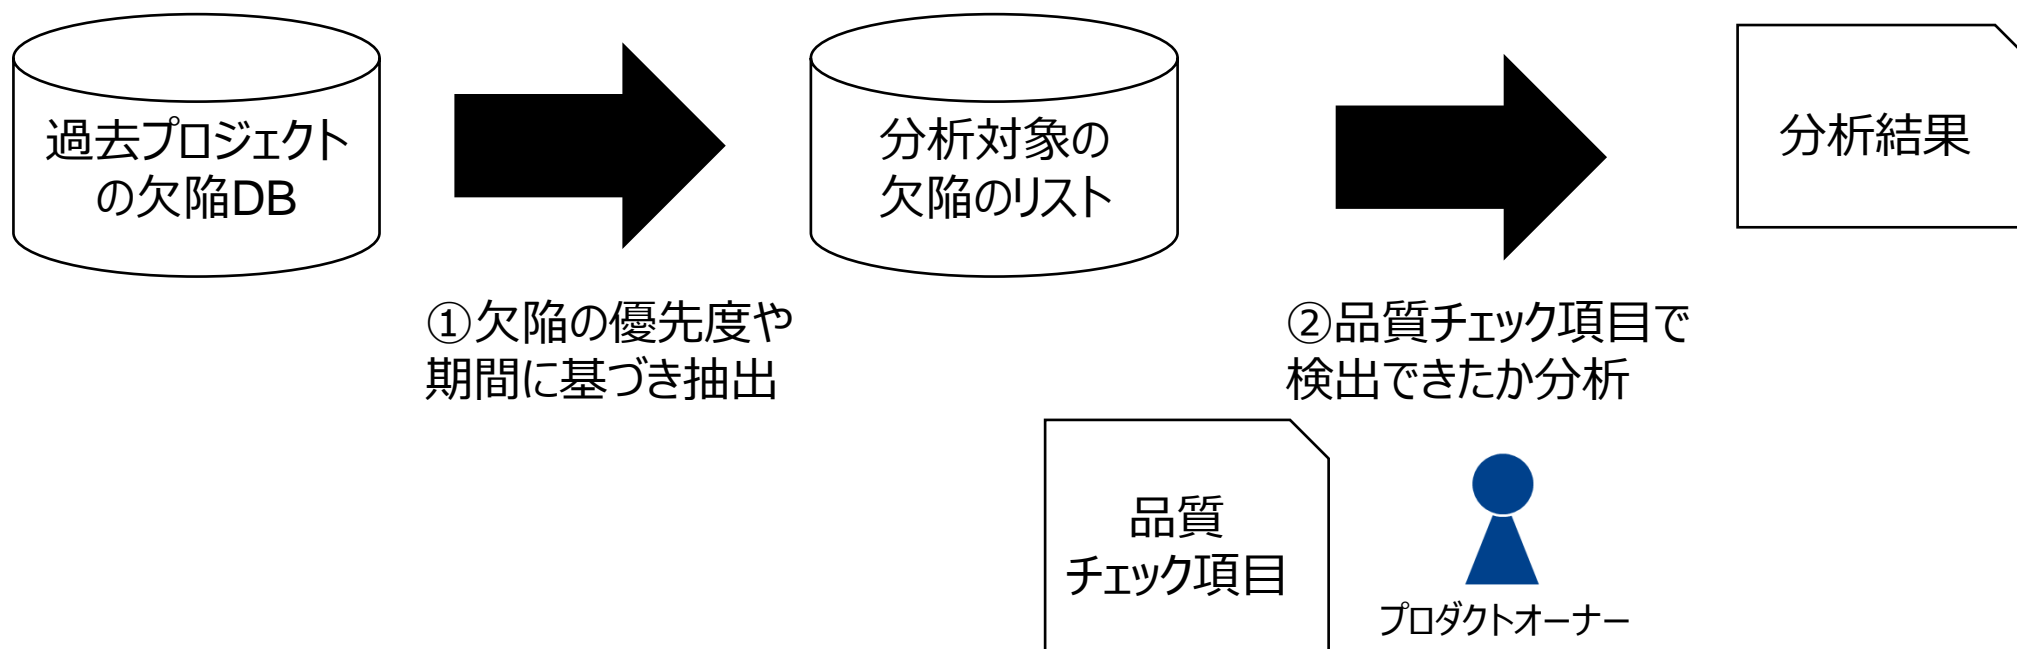 過去プロジェクト
の欠陥DB
分析対象の
欠陥のリスト
分析結果
①欠陥の優先度や
期間に基づき抽出
②品質チェック項目で
検出できたか分析
品質
チェック項目
プロダクトオーナー